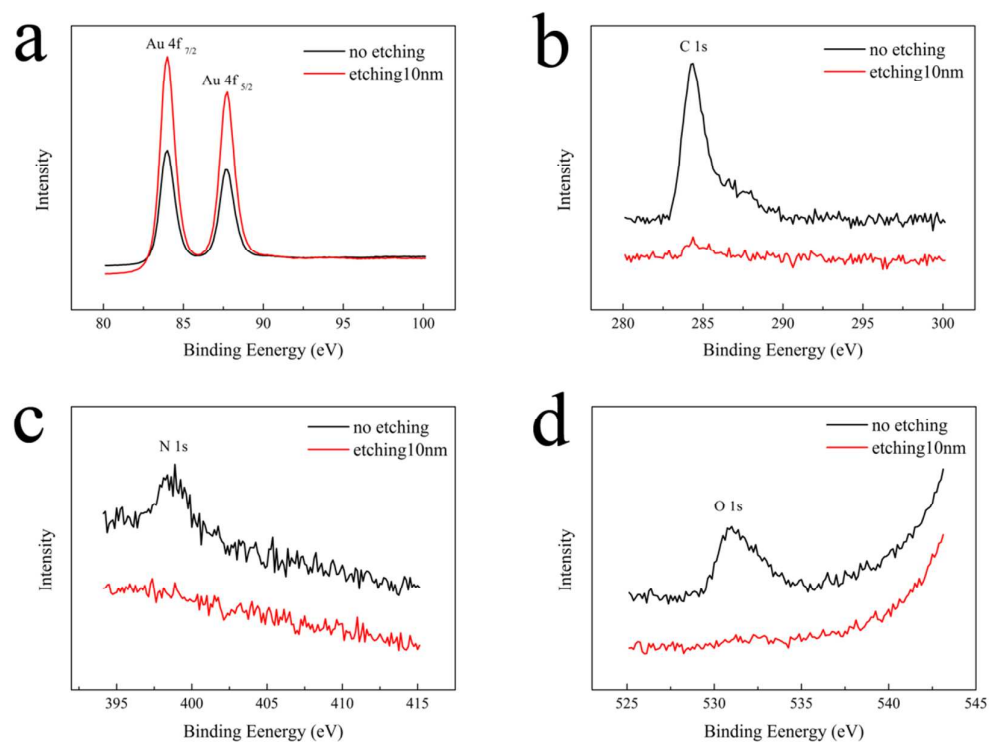 a
Au 4f 7/2
Au 4f 5/2
no etching
etching10nm
Intensity
80 85 90 95 100
Binding Eenergy (eV)
b
C 1s
no etching
etching10nm
Intensity
280 285 290 295 300
Binding Eenergy (eV)
c
N 1s
no etching
etching10nm
Intensity
395 400 405 410 415
Binding Eenergy (eV)
d
O 1s
no etching
etching10nm
Intensity
525 530 535 540 545
Binding Eenergy (eV)